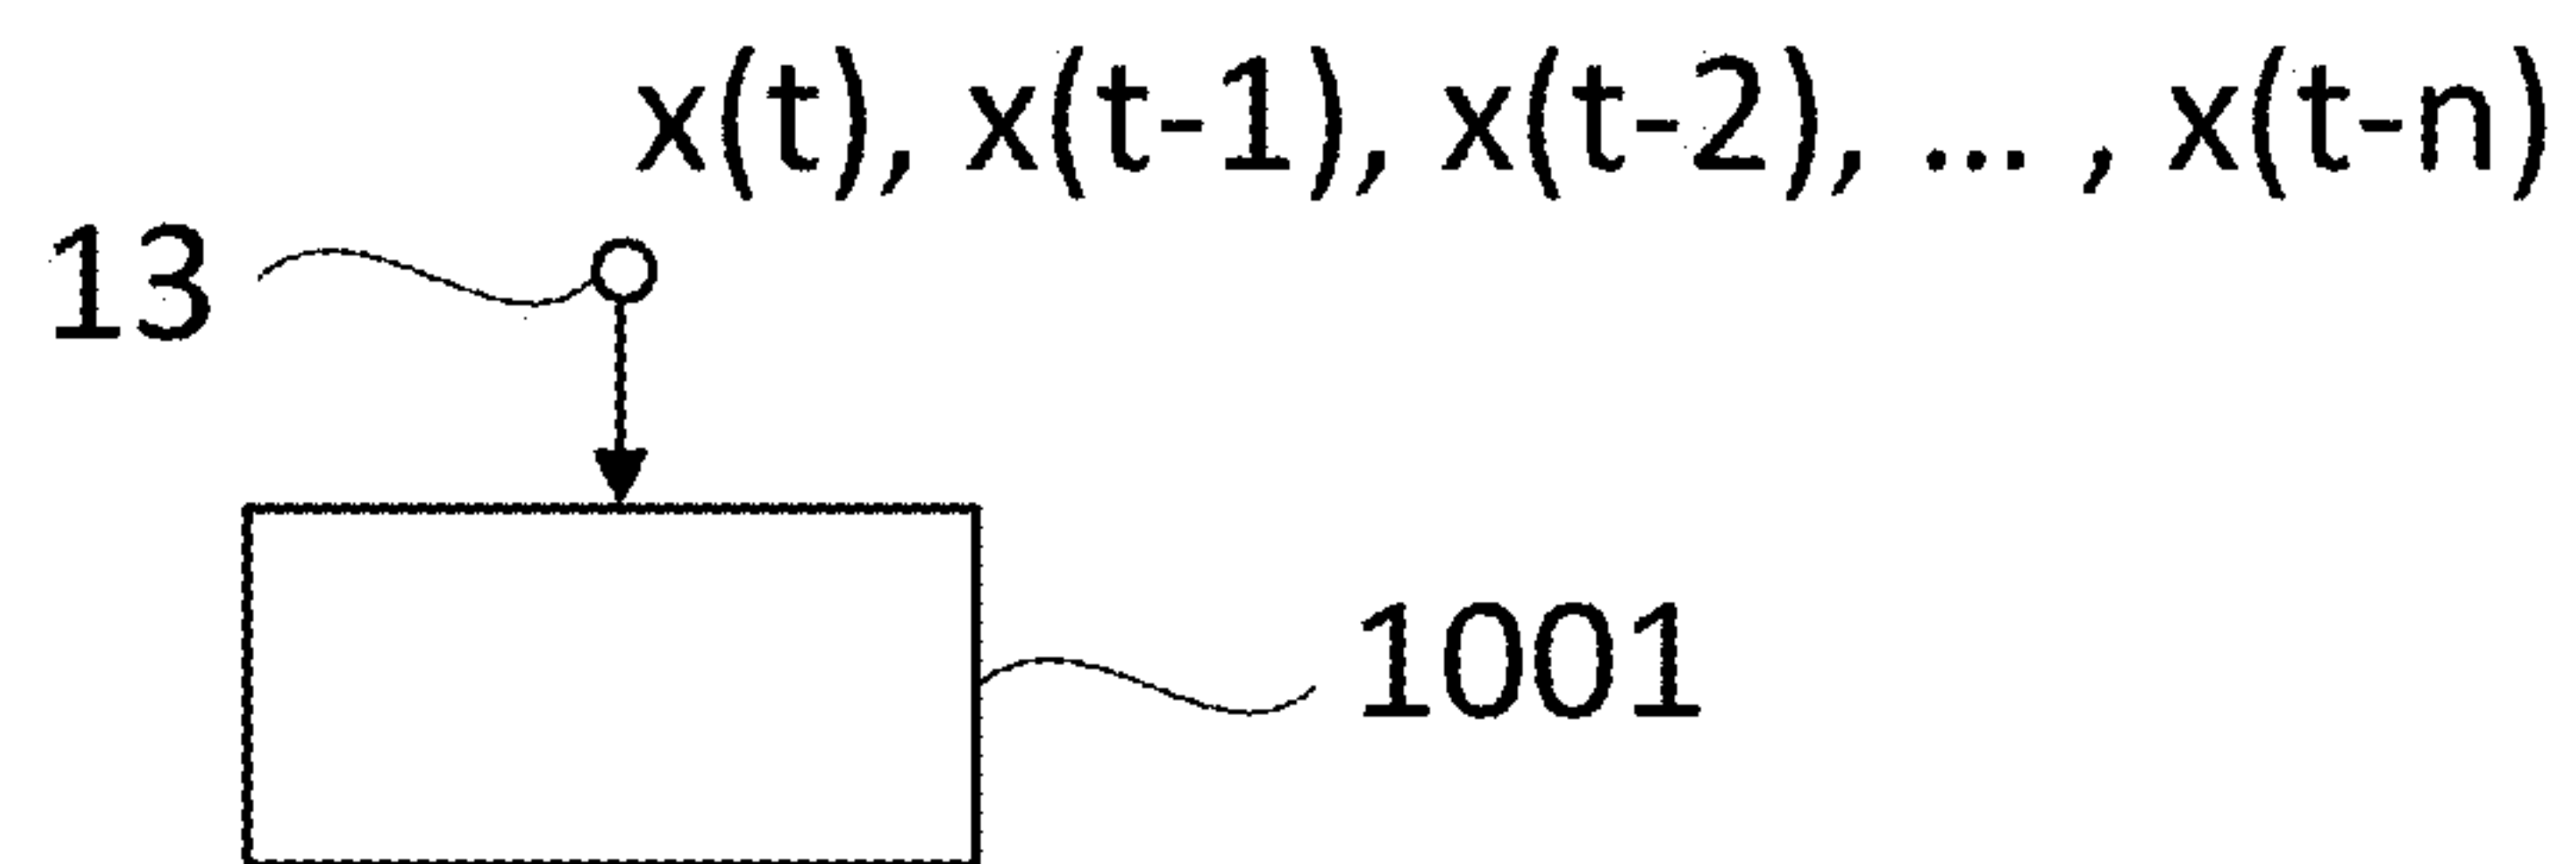 x(t), x(t-1), x(t-2), ... , x(t-n)
13
1001